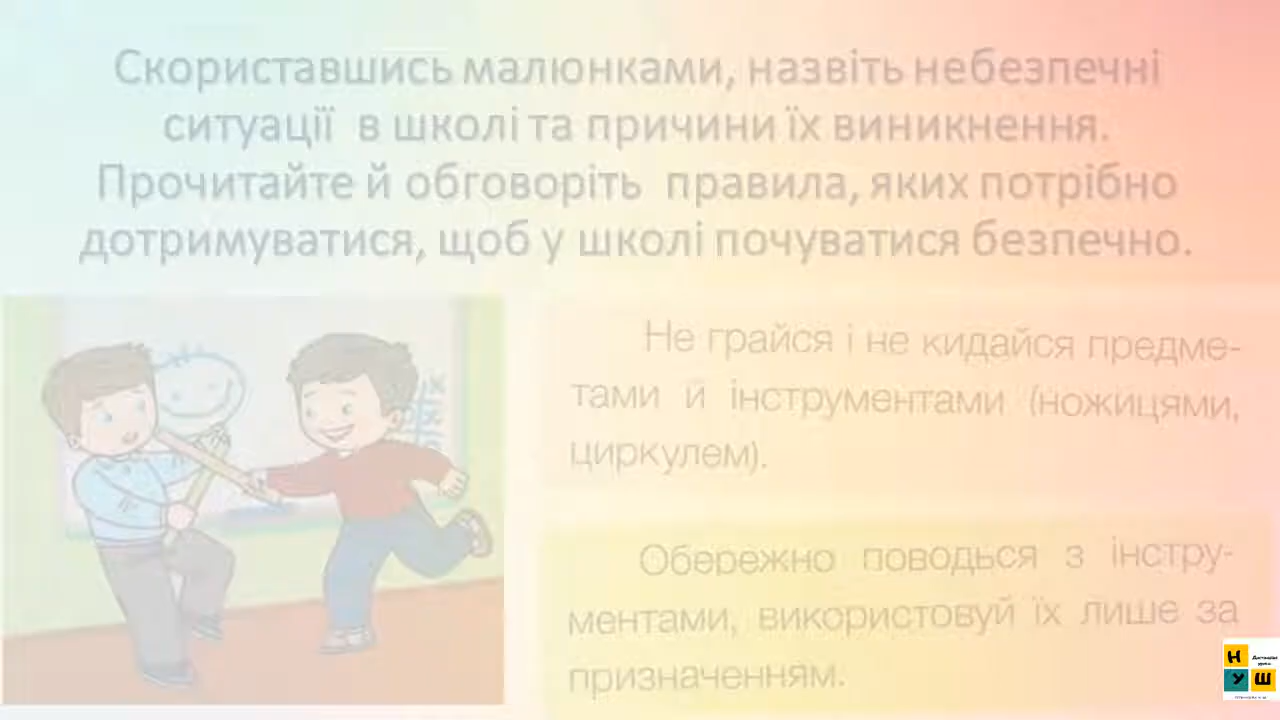 Скориставшись малюнками, назвіть небезпечні
ситуації в школі та причини їх виникнення.
Прочитайте й обговоріть правила, яких потрібно
дотримуватися, щоб у школі почуватися безпечно.
Не грайся і не кидайся предме-
тами й інструментами (ножицями,
циркулем).
Обережно поводься з інстру-
ментами, використовуй їх лише за
призначенням.
Н
У Ш